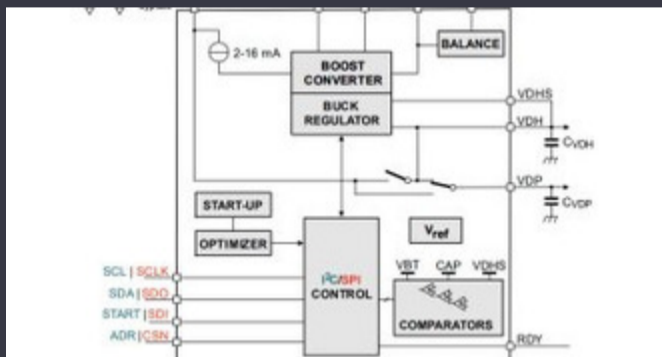 2-16 mA
BALANCE
BOOST
CONVERTER
BUCK
REGULATOR
VDHS
VDH
CVDH
VDP
CVDP
START-UP
OPTIMIZER
Vref
SCL | SCLK
SDA | SDO
START | SDI
ADR | CSN
I²C/SPI
CONTROL
VBT CAP VDHS
COMPARATORS
RDY